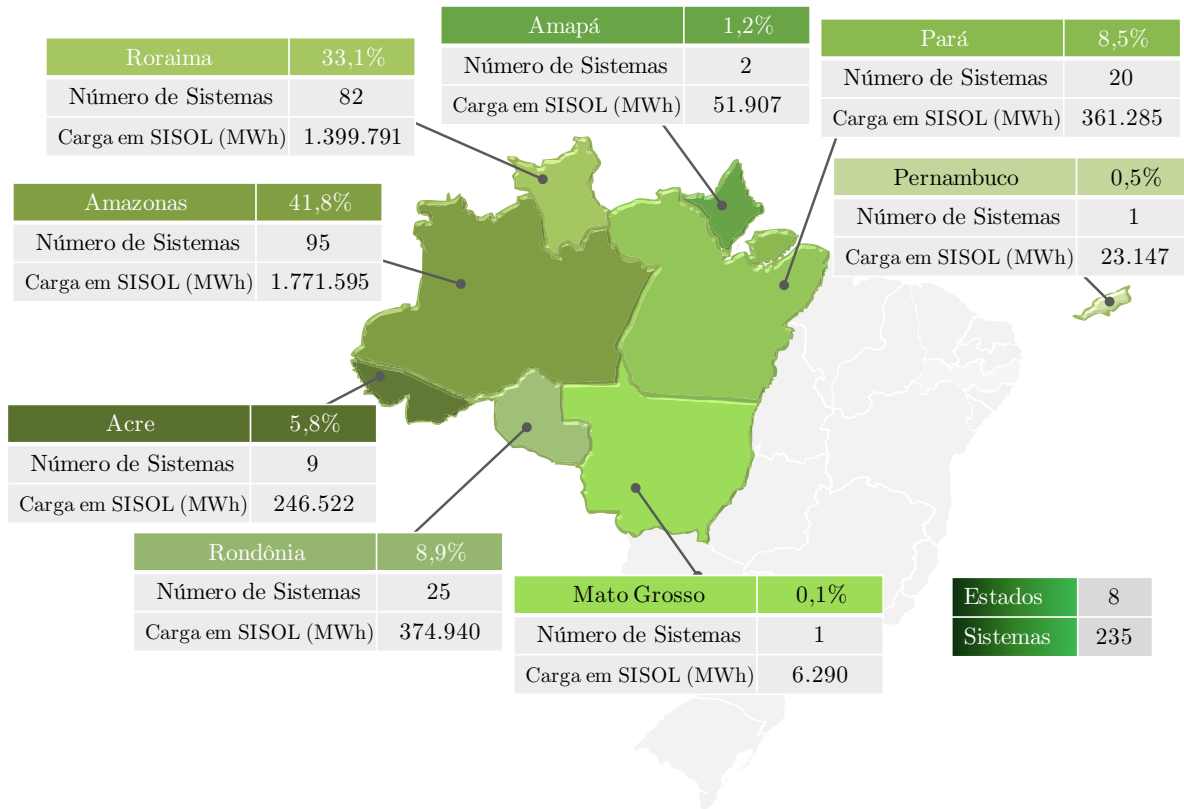 Amapá 1,2%
Número de Sistemas 2
Carga em SISOL (MWh) 51.907
Pará 8,5%
Número de Sistemas 20
Carga em SISOL (MWh) 361.285
Roraima 33,1%
Número de Sistemas 82
Carga em SISOL (MWh) 1.399.791
Pernambuco 0,5%
Número de Sistemas 1
Carga em SISOL (MWh) 23.147
Amazonas 41,8%
Número de Sistemas 95
Carga em SISOL (MWh) 1.771.595
Acre 5,8%
Número de Sistemas 9
Carga em SISOL (MWh) 246.522
Rondônia 8,9%
Número de Sistemas 25
Carga em SISOL (MWh) 374.940
Mato Grosso 0,1%
Número de Sistemas 1
Carga em SISOL (MWh) 6.290
Estados 8
Sistemas 235